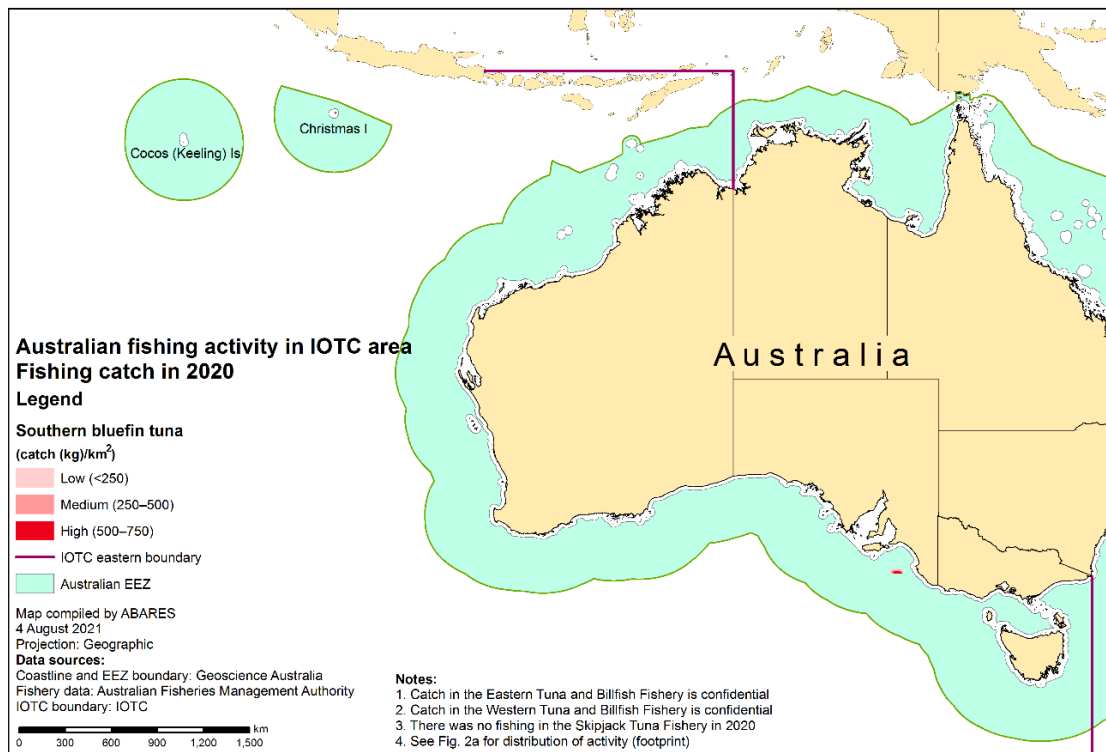 Christmas I
Cocos (Keeling) Is
Australia
Australian fishing activity in IOTC area
Fishing catch in 2020
Legend
Southern bluefin tuna
(catch (kg)/km²)
Low (<250)
Medium (250–500)
High (500–750)
IOTC eastern boundary
Australian EEZ
Map compiled by ABARES
4 August 2021
Projection: Geographic
Data sources:
Coastline and EEZ boundary: Geoscience Australia
Fishery data: Australian Fisheries Management Authority
IOTC boundary: IOTC
km
0 300 600 900 1,200 1,500
Notes:
1. Catch in the Eastern Tuna and Billfish Fishery is confidential
2. Catch in the Western Tuna and Billfish Fishery is confidential
3. There was no fishing in the Skipjack Tuna Fishery in 2020
4. See Fig. 2a for distribution of activity (footprint)